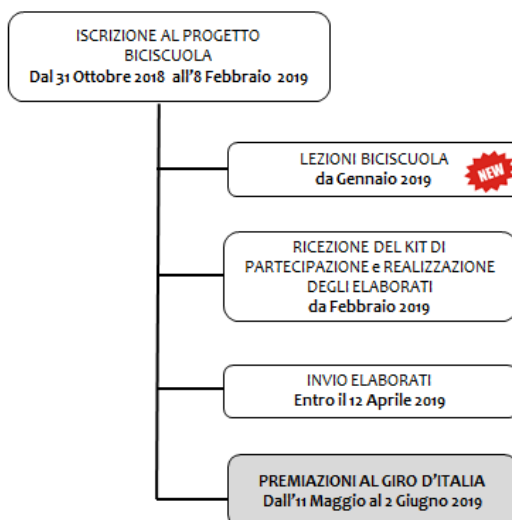 ISCRIZIONE AL PROGETTO
BICISCUOLA
Dal 31 Ottobre 2018 all'8 Febbraio 2019
LEZIONI BICISCUOLA
da Gennaio 2019
NEW
RICEZIONE DEL KIT DI
PARTECIPAZIONE e REALIZZAZIONE
DEGLI ELABORATI
da Febbraio 2019
INVIO ELABORATI
Entro il 12 Aprile 2019
PREMIAZIONI AL GIRO D'ITALIA
Dall'11 Maggio al 2 Giugno 2019